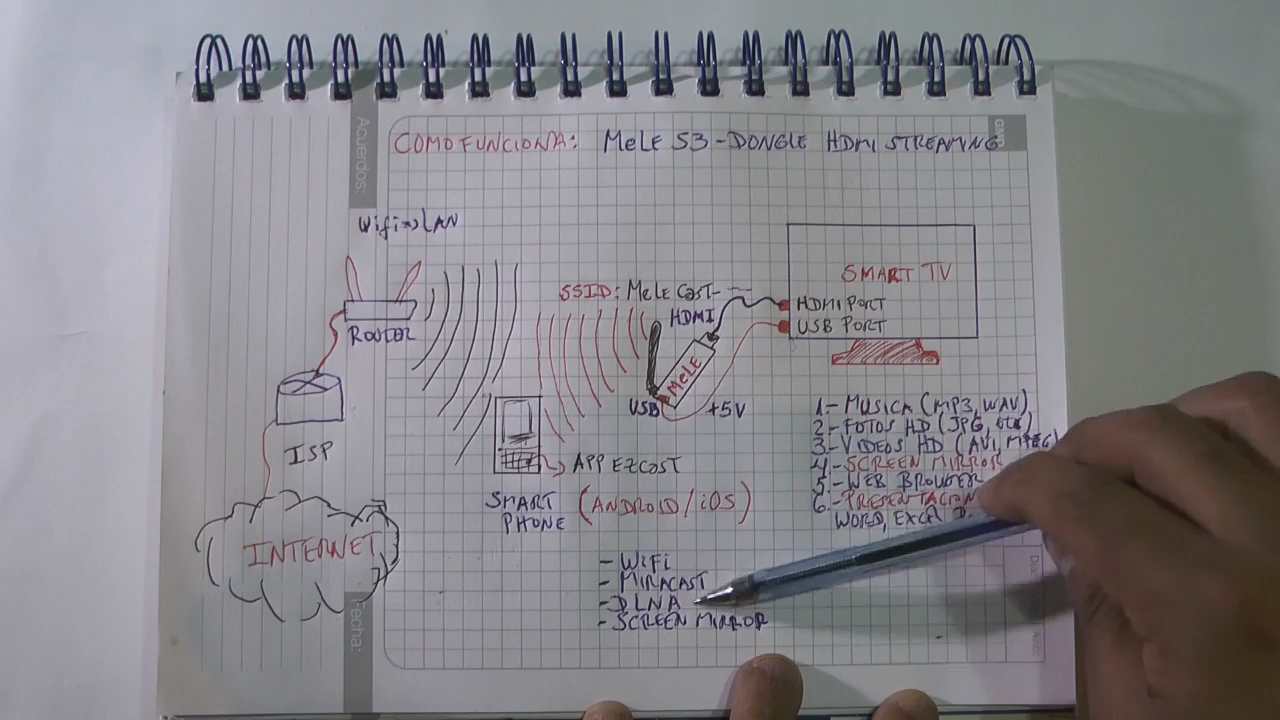 Acuerdos:
COMO FUNCIONA: MeLE S3-DONGLE HDMI STREAMING
Wifi=>LAN
ROUTER
ISP
INTERNET
SSID: MeLe Cast-
HDMI
MeLE
USB
+5V
SMART TV
HDMI PORT
USB PORT
APP EZCAST
SMART PHONE
(ANDROID/iOS)
1.- MUSICA (MP3, WAV)
2.- FOTOS HD (JPG, etc)
3.- VIDEOS HD (AVI, MPEG)
4.- SCREEN MIRROR
5.- WEB BROWSER
6.- PRESENTACION
WORD, EXCEL
- WiFi
- MIRACAST
- DLNA
- SCREEN MIRROR
Fecha: